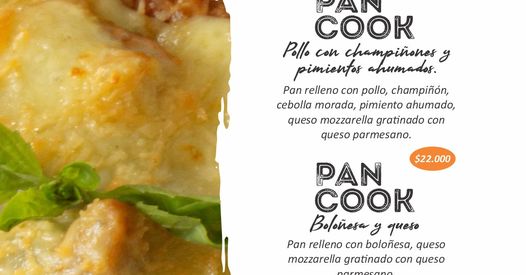 PAN
COOK
Pollo con champiñones y
pimientos ahumados.
Pan relleno con pollo, champiñón,
cebolla morada, pimiento ahumado,
queso mozzarella gratinado con
queso parmesano.
$22.000
PAN
COOK
Boloñesa y queso
Pan relleno con boloñesa, queso
mozzarella gratinado con queso
parmesano